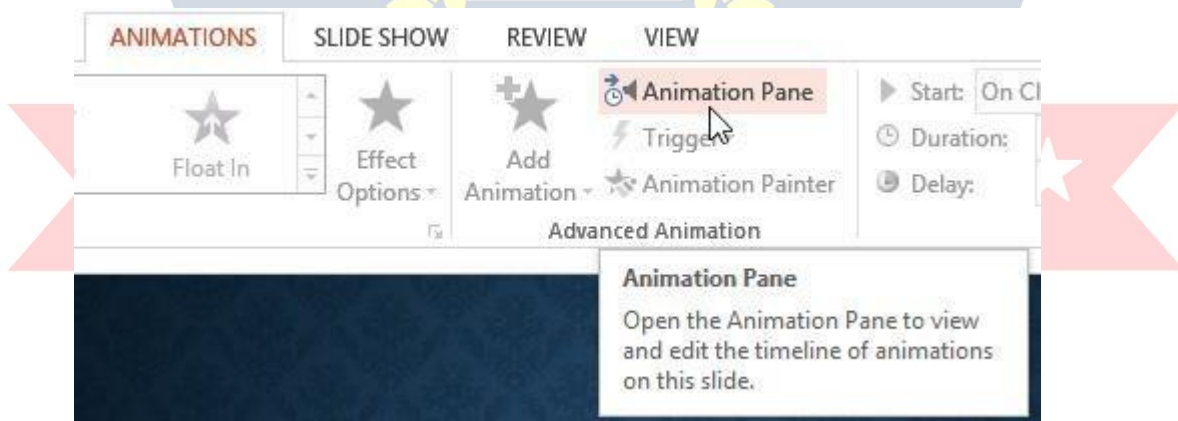 ANIMATIONS SLIDE SHOW REVIEW VIEW
Float In
Effect
Options
Add
Animation
Animation Pane
Trigger
Animation Painter
Advanced Animation
Start: On Cl
Duration:
Delay:
Animation Pane
Open the Animation Pane to view
and edit the timeline of animations
on this slide.